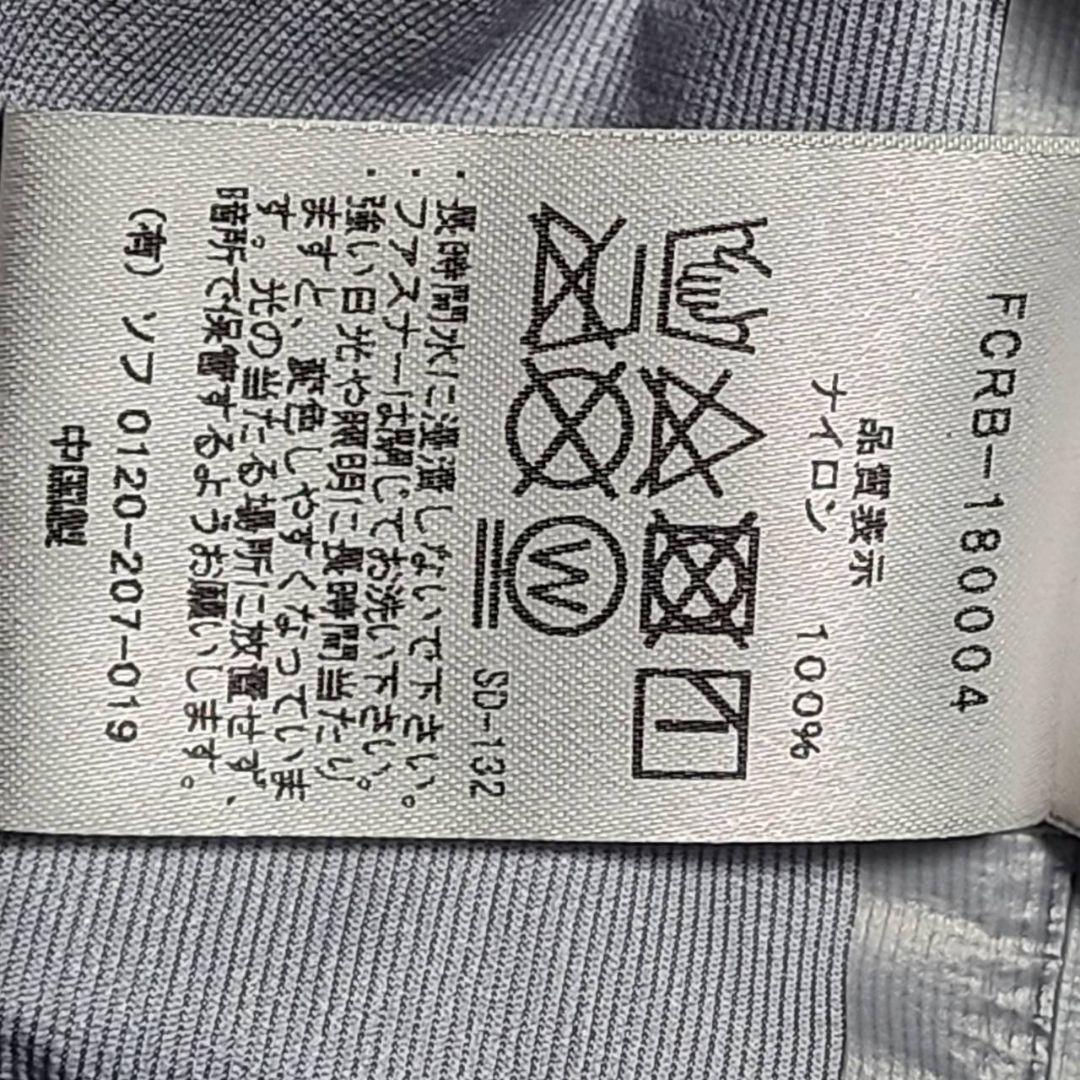 FCRB-180004
品質表示
ナイロン 100%
W
SD-132
・長時間水に浸漬しないで下さい。
・ファスナーは閉じてお洗い下さい。
・強い日光や照明に長時間当たり
ますと、変色しやすくなっていま
す。光の当たる場所に放置せず、
暗所で保管するようお願いします。
(有)ソフ 0120-207-019
中国製